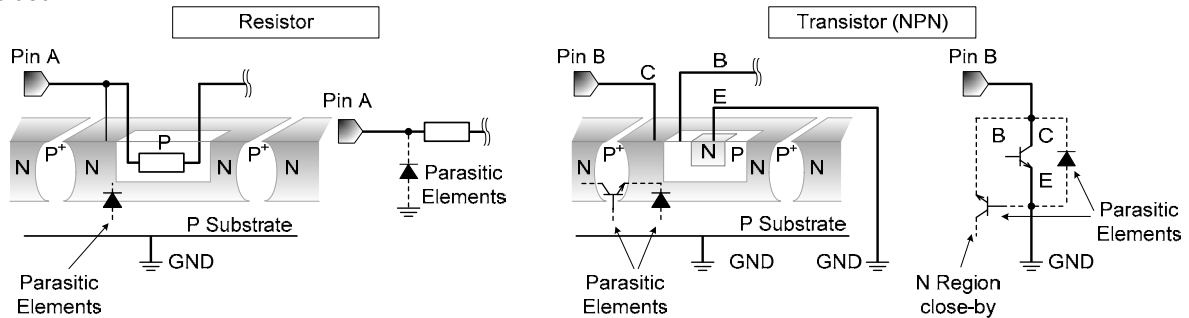 Resistor
Pin A
P
N
P+
N
P+
N
N
P Substrate
GND
Parasitic
Elements
Pin A
Parasitic
Elements
Transistor (NPN)
Pin B
C
B
E
N
P+
N
N
P
P+
N
N
P Substrate
GND
GND
Parasitic
Elements
Pin B
B
C
E
Parasitic
Elements
GND
N Region
close-by